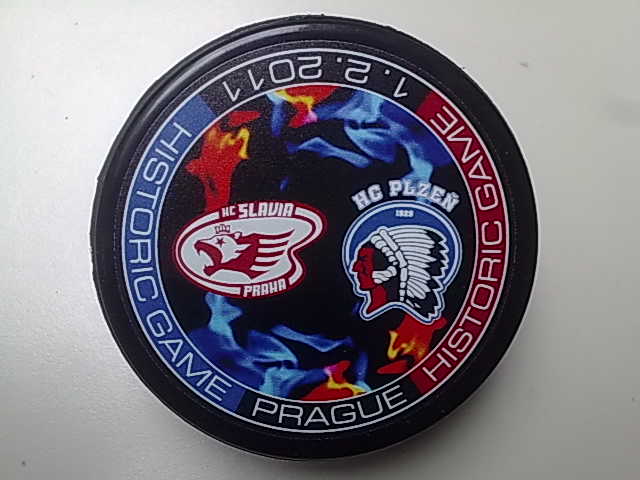 1.2.2011
HISTORIC GAME
HISTORIC GAME
PRAGUE
HC SLAVIA
PRAHA
HC PLZEŇ
1929